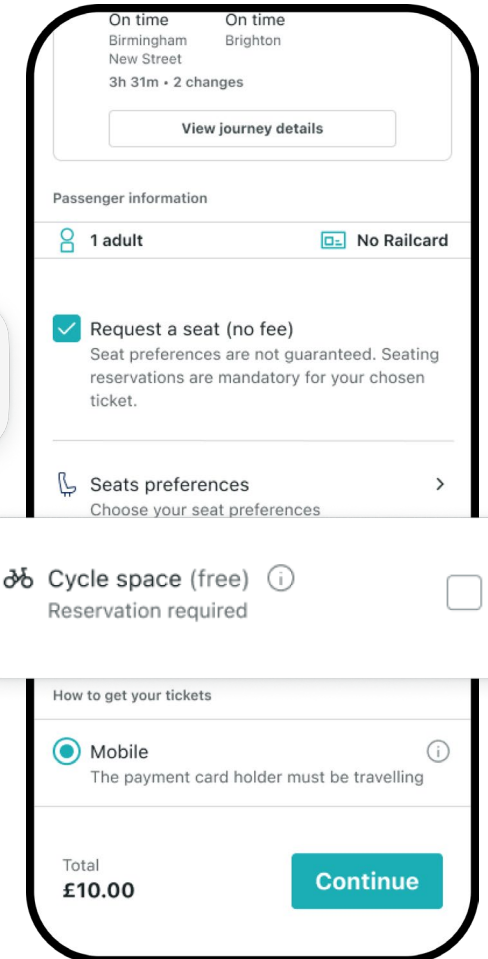 On time On time
Birmingham Brighton
New Street
3h 31m • 2 changes
View journey details
Passenger information
1 adult No Railcard
Request a seat (no fee)
Seat preferences are not guaranteed. Seating
reservations are mandatory for your chosen
ticket.
Seats preferences
Choose your seat preferences
Cycle space (free)
Reservation required
How to get your tickets
Mobile
The payment card holder must be travelling
Total
£10.00
Continue